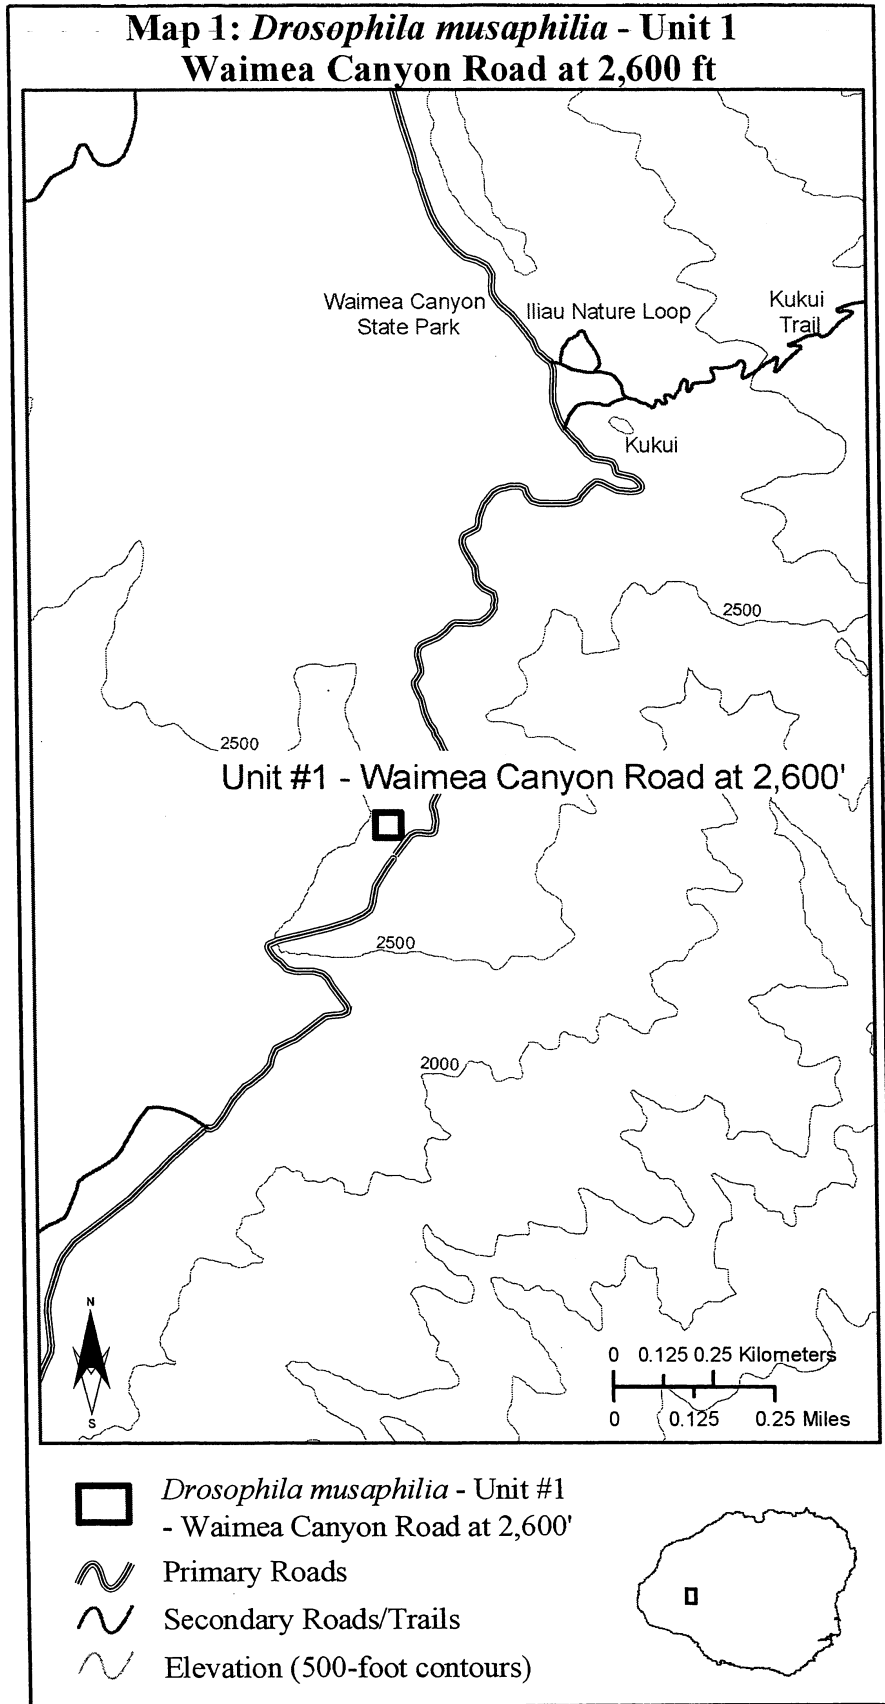 Map 1: Drosophila musaphilia - Unit 1
Waimea Canyon Road at 2,600 ft
Waimea Canyon
State Park
Iliau Nature Loop
Kukui
Trail
Kukui
2500
2500
Unit #1 - Waimea Canyon Road at 2,600'
2500
2000
N
S
0 0.125 0.25 Kilometers
0 0.125 0.25 Miles
Drosophila musaphilia - Unit #1
- Waimea Canyon Road at 2,600'
Primary Roads
Secondary Roads/Trails
Elevation (500-foot contours)